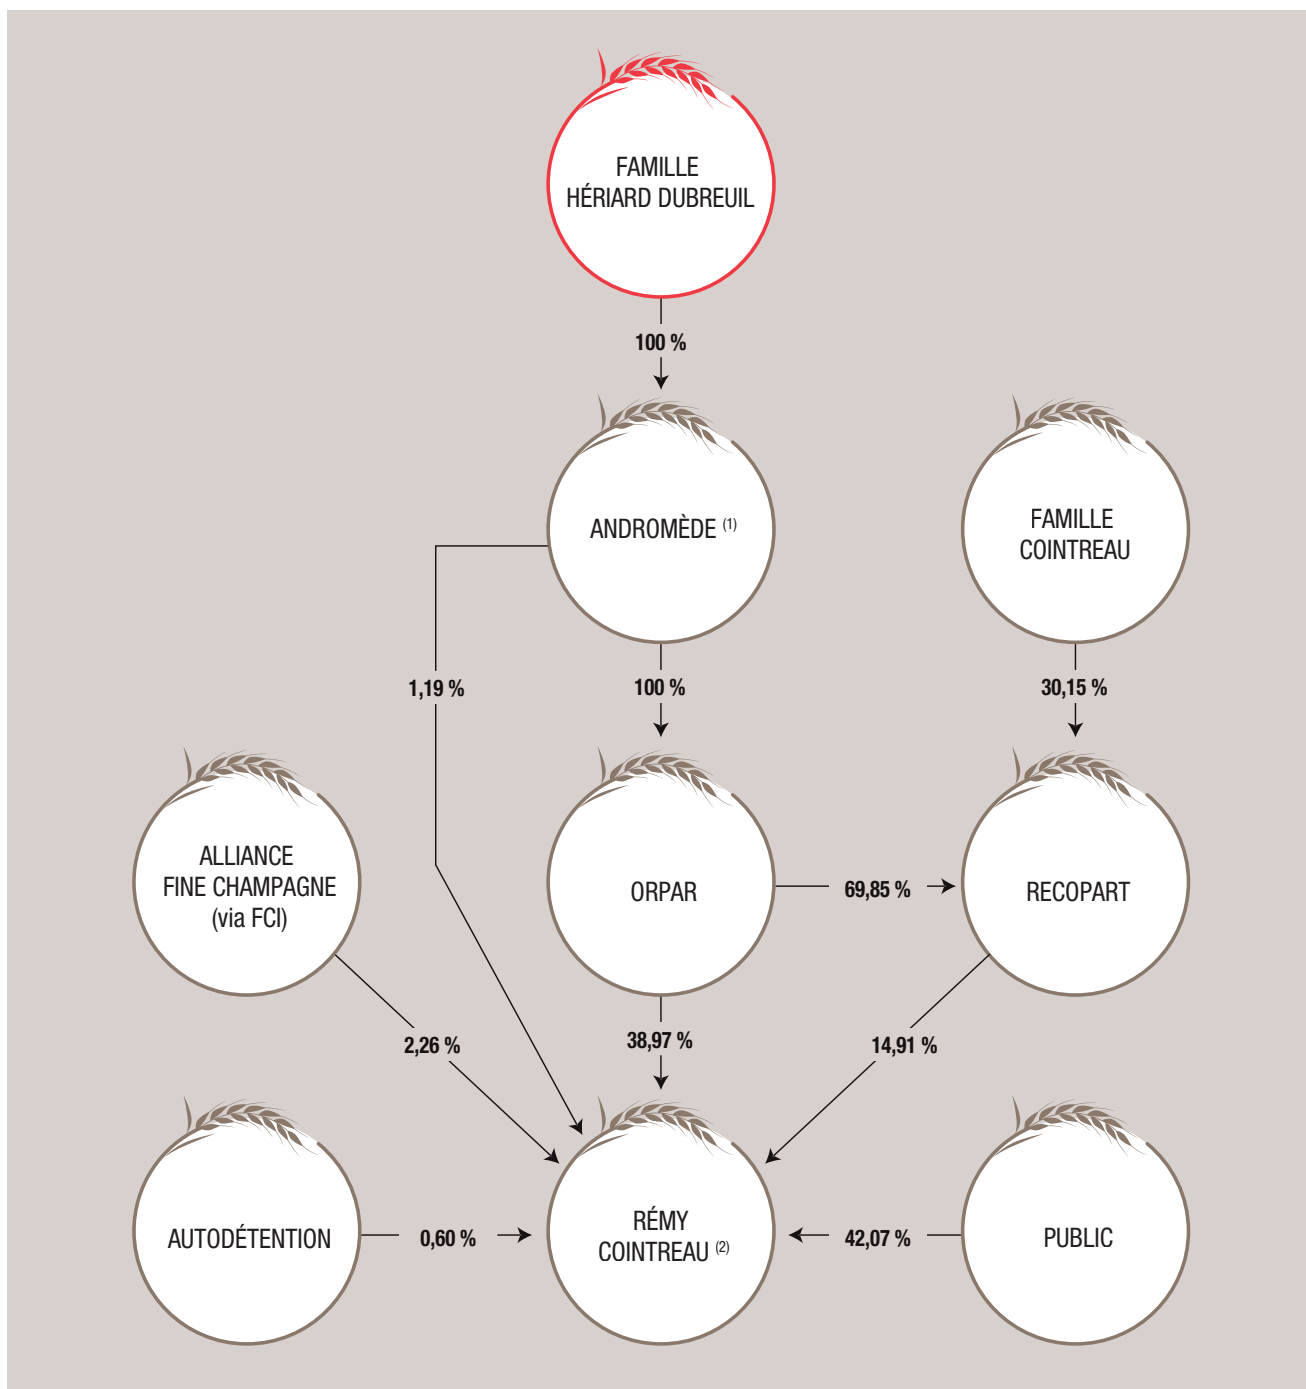 FAMILLE
HÉRIARD DUBREUIL
100 %
ANDROMÈDE (1)
FAMILLE
COINTREAU
1,19 %
100 %
30,15 %
ALLIANCE
FINE CHAMPAGNE
(via FCI)
ORPAR
69,85 %
RECOPART
2,26 %
38,97 %
14,91 %
AUTODÉTENTION
0,60 %
RÉMY
COINTREAU (2)
42,07 %
PUBLIC